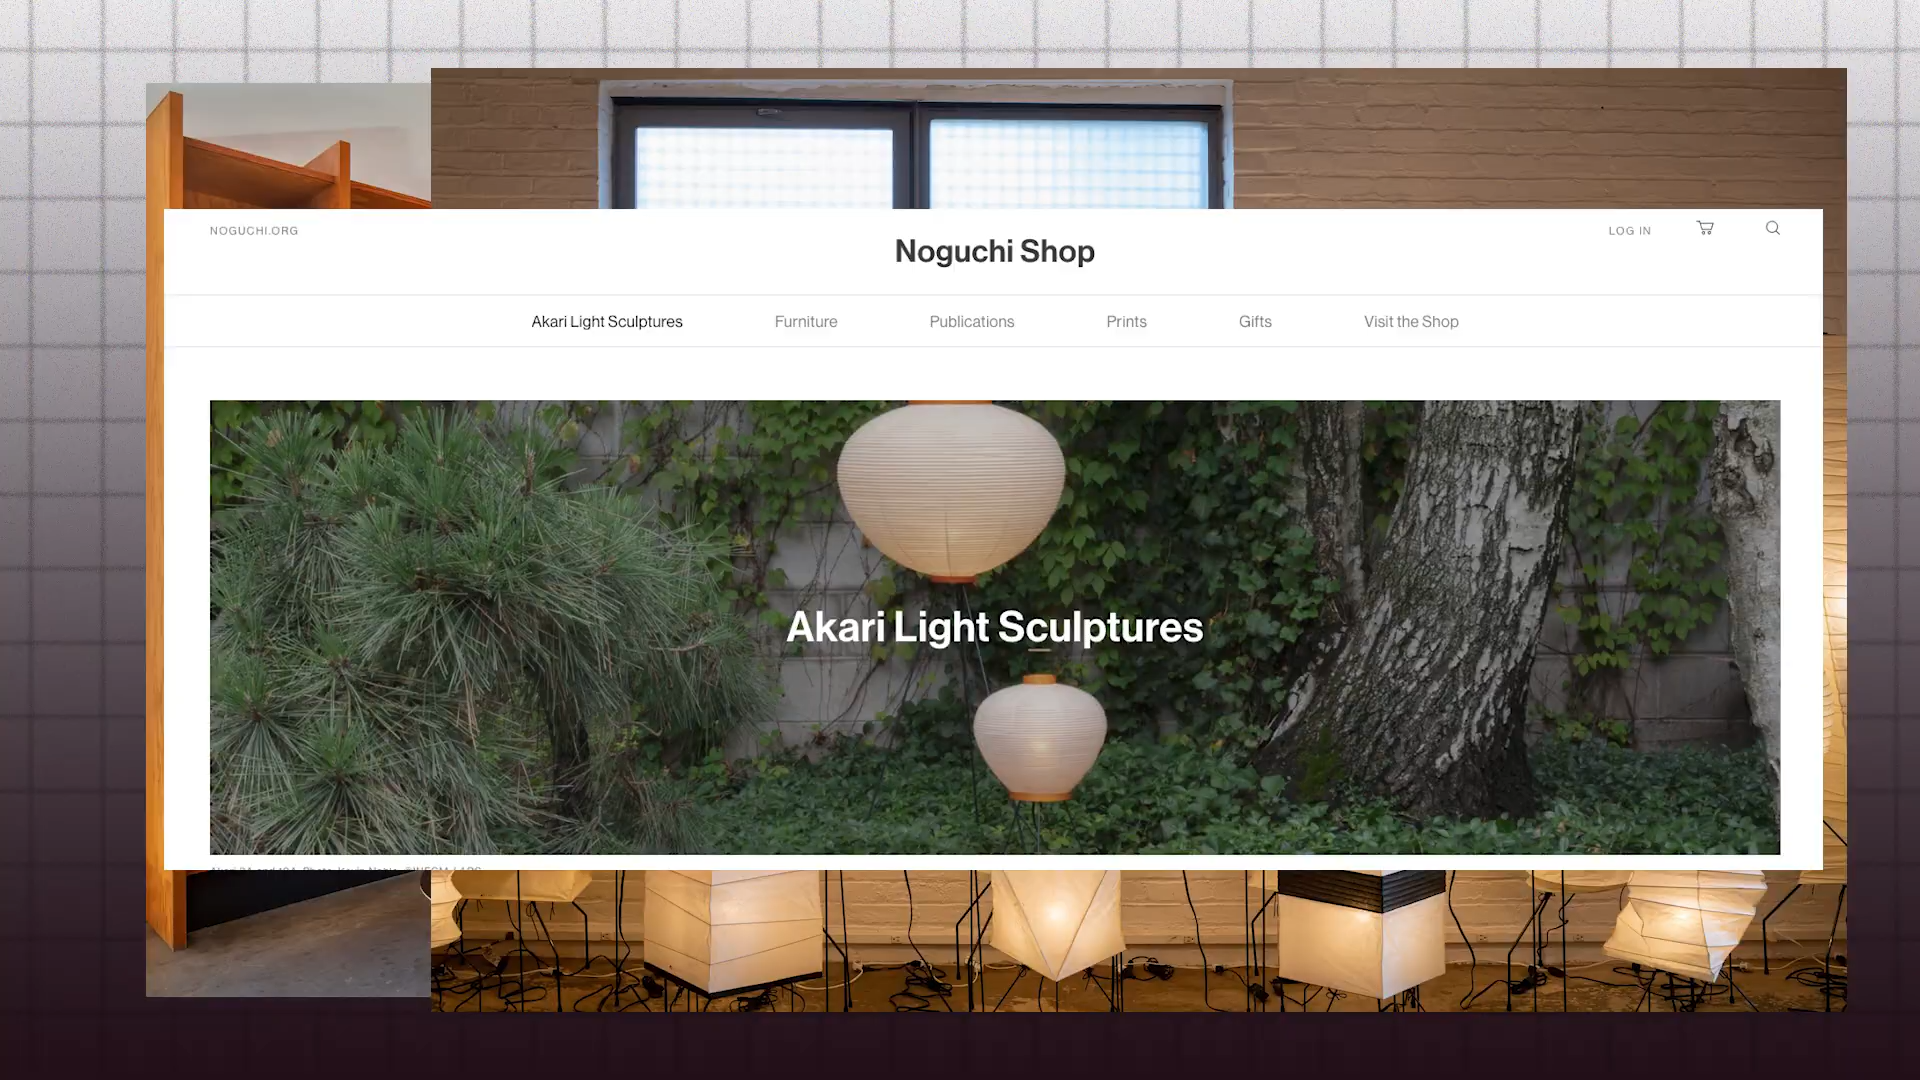 NOGUCHI.ORG
Noguchi Shop
LOG IN
Akari Light Sculptures
Furniture
Publications
Prints
Gifts
Visit the Shop
Akari Light Sculptures